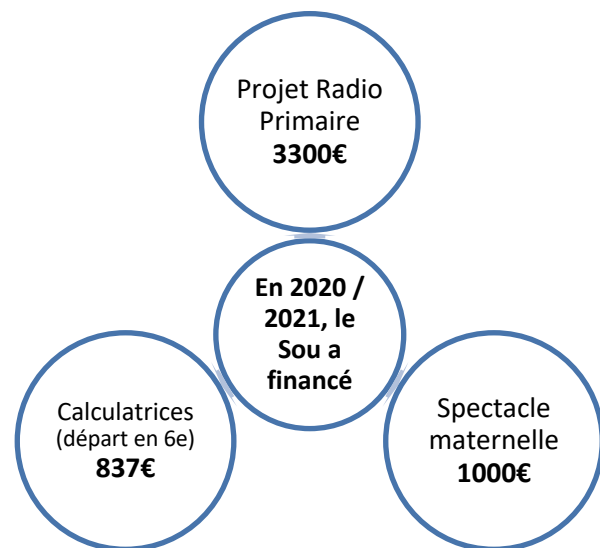 Projet Radio
Primaire
3300€
En 2020 /
2021, le
Sou a
financé
Calculatrices
(départ en 6e)
837€
Spectacle
maternelle
1000€